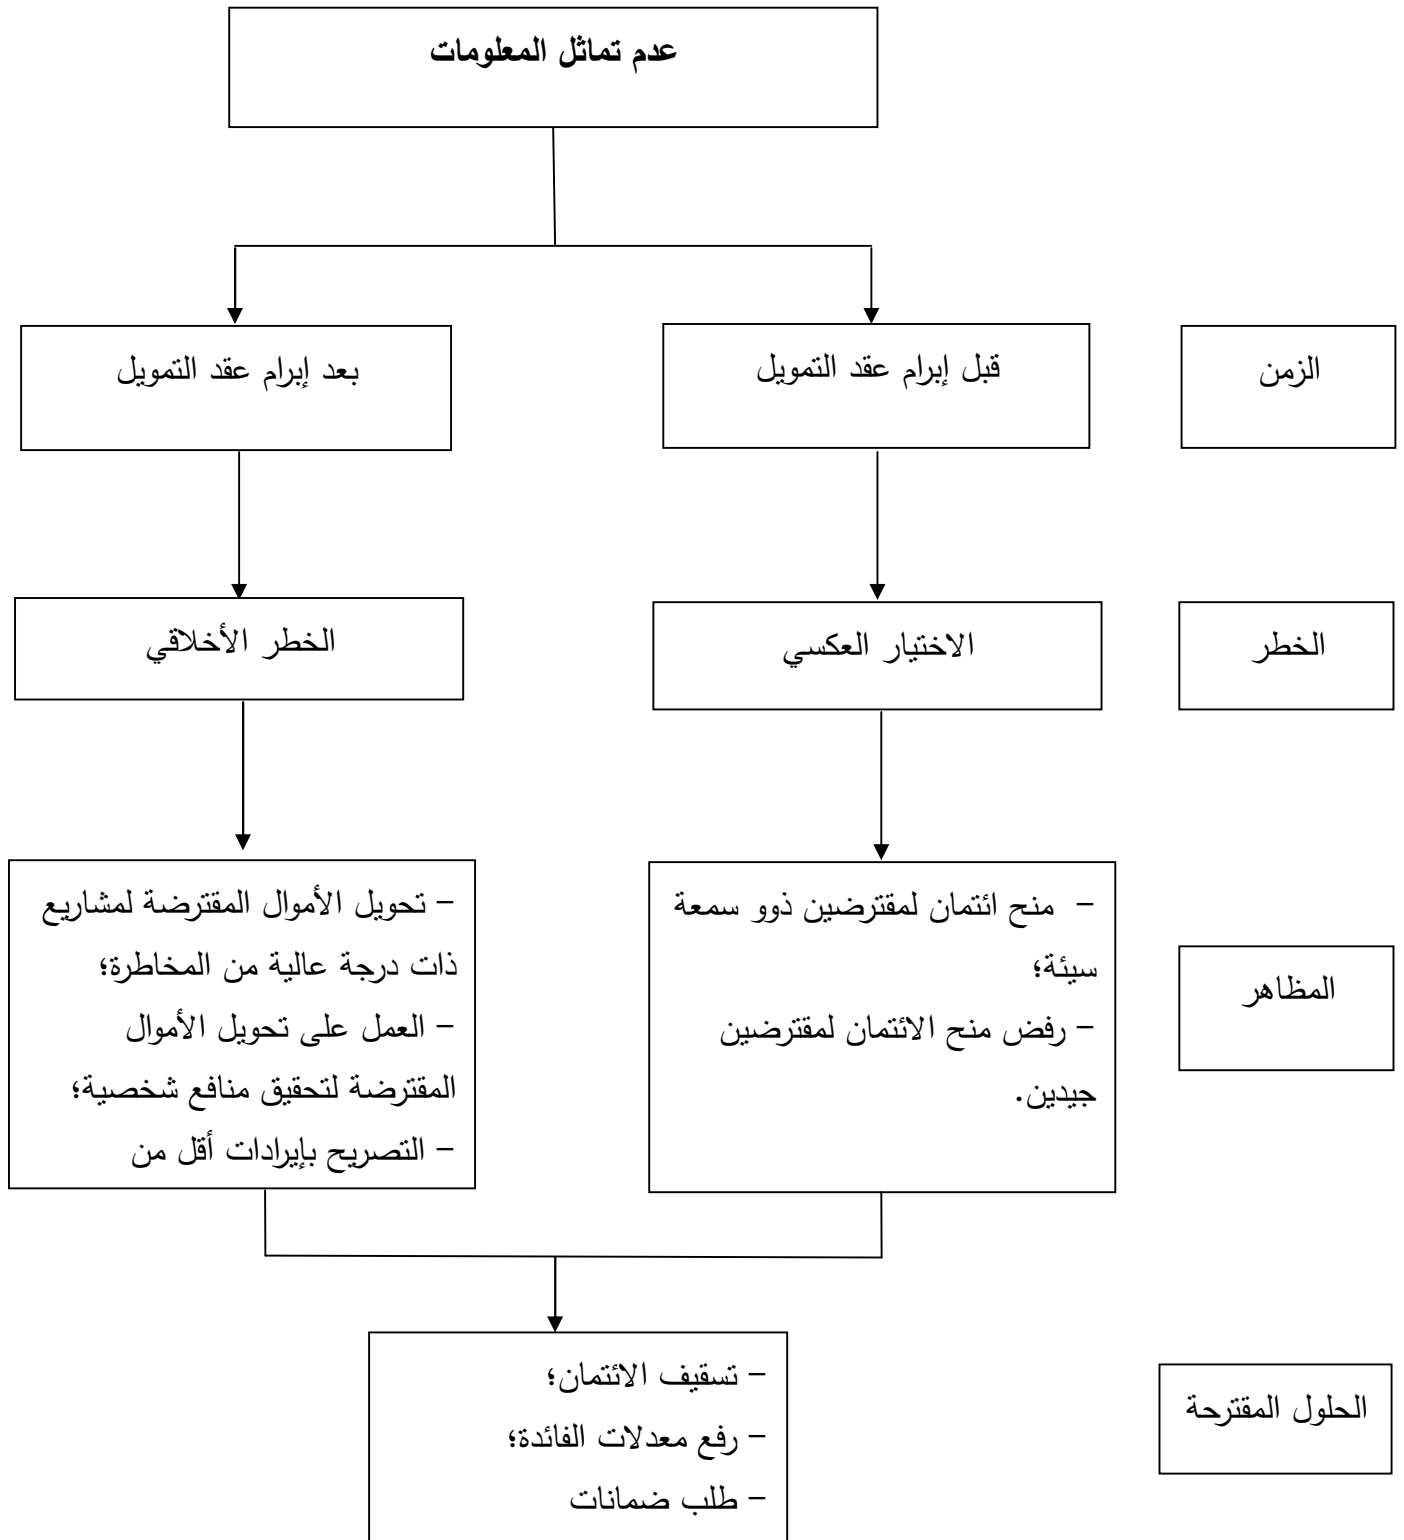 عدم تماثل المعلومات
الزمن
قبل إبرام عقد التمويل
بعد إبرام عقد التمويل
الخطر
الاختيار العكسي
الخطر الأخلاقي
المظاهر
- منح ائتمان لمقترضين ذوو سمعة
سيئة؛
- رفض منح الائتمان لمقترضين
جيدين.
- تحويل الأموال المقترضة لمشاريع
ذات درجة عالية من المخاطرة؛
- العمل على تحويل الأموال
المقترضة لتحقيق منافع شخصية؛
- التصريح بإيرادات أقل من
الحلول المقترحة
- تسقيف الائتمان؛
- رفع معدلات الفائدة؛
- طلب ضمانات